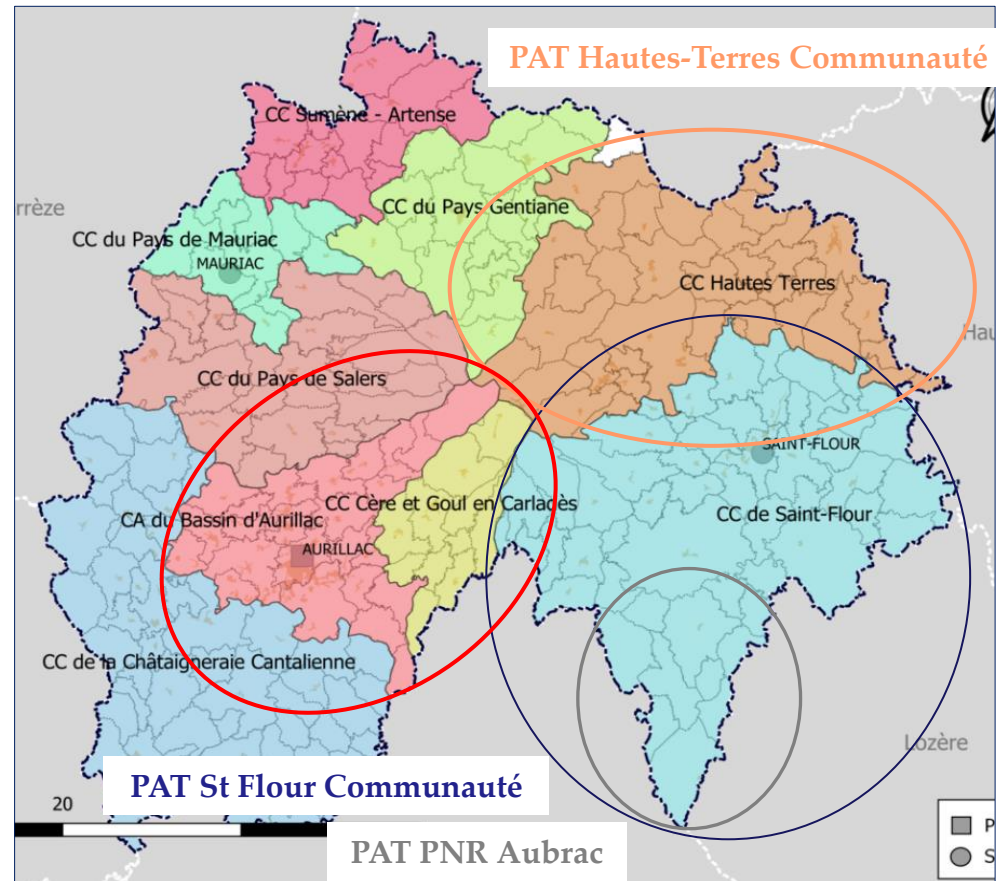 PAT Hautes-Terres Communauté
CC Sumène - Artense
rrèze
CC du Pays Gentiane
CC du Pays de Mauriac
MAURIAC
CC Hautes Terres
Hau
CC du Pays de Salers
SAINT-FLOUR
CC Cère et Goul en Carladès
CA du Bassin d'Aurillac
CC de Saint-Flour
AURILLAC
CC de la Châtaigneraie Cantalienne
Lozère
PAT St Flour Communauté
20
P
PAT PNR Aubrac
S